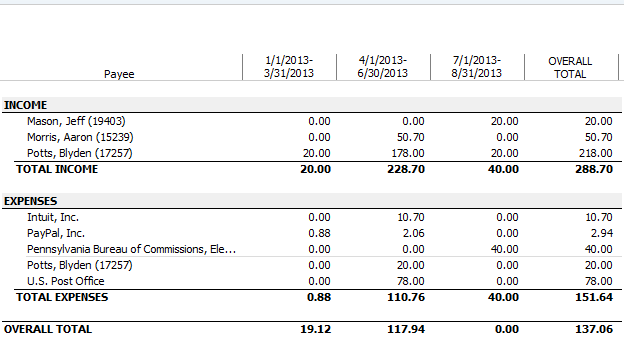 1/1/2013- 4/1/2013- 7/1/2013- OVERALL
Payee 3/31/2013 6/30/2013 8/31/2013 TOTAL
INCOME
Mason, Jeff (19403) 0.00 0.00 20.00 20.00
Morris, Aaron (15239) 0.00 50.70 0.00 50.70
Potts, Blyden (17257) 20.00 178.00 20.00 218.00
TOTAL INCOME 20.00 228.70 40.00 288.70
EXPENSES
Intuit, Inc. 0.00 10.70 0.00 10.70
PayPal, Inc. 0.88 2.06 0.00 2.94
Pennsylvania Bureau of Commissions, Ele... 0.00 0.00 40.00 40.00
Potts, Blyden (17257) 0.00 20.00 0.00 20.00
U.S. Post Office 0.00 78.00 0.00 78.00
TOTAL EXPENSES 0.88 110.76 40.00 151.64
OVERALL TOTAL 19.12 117.94 0.00 137.06